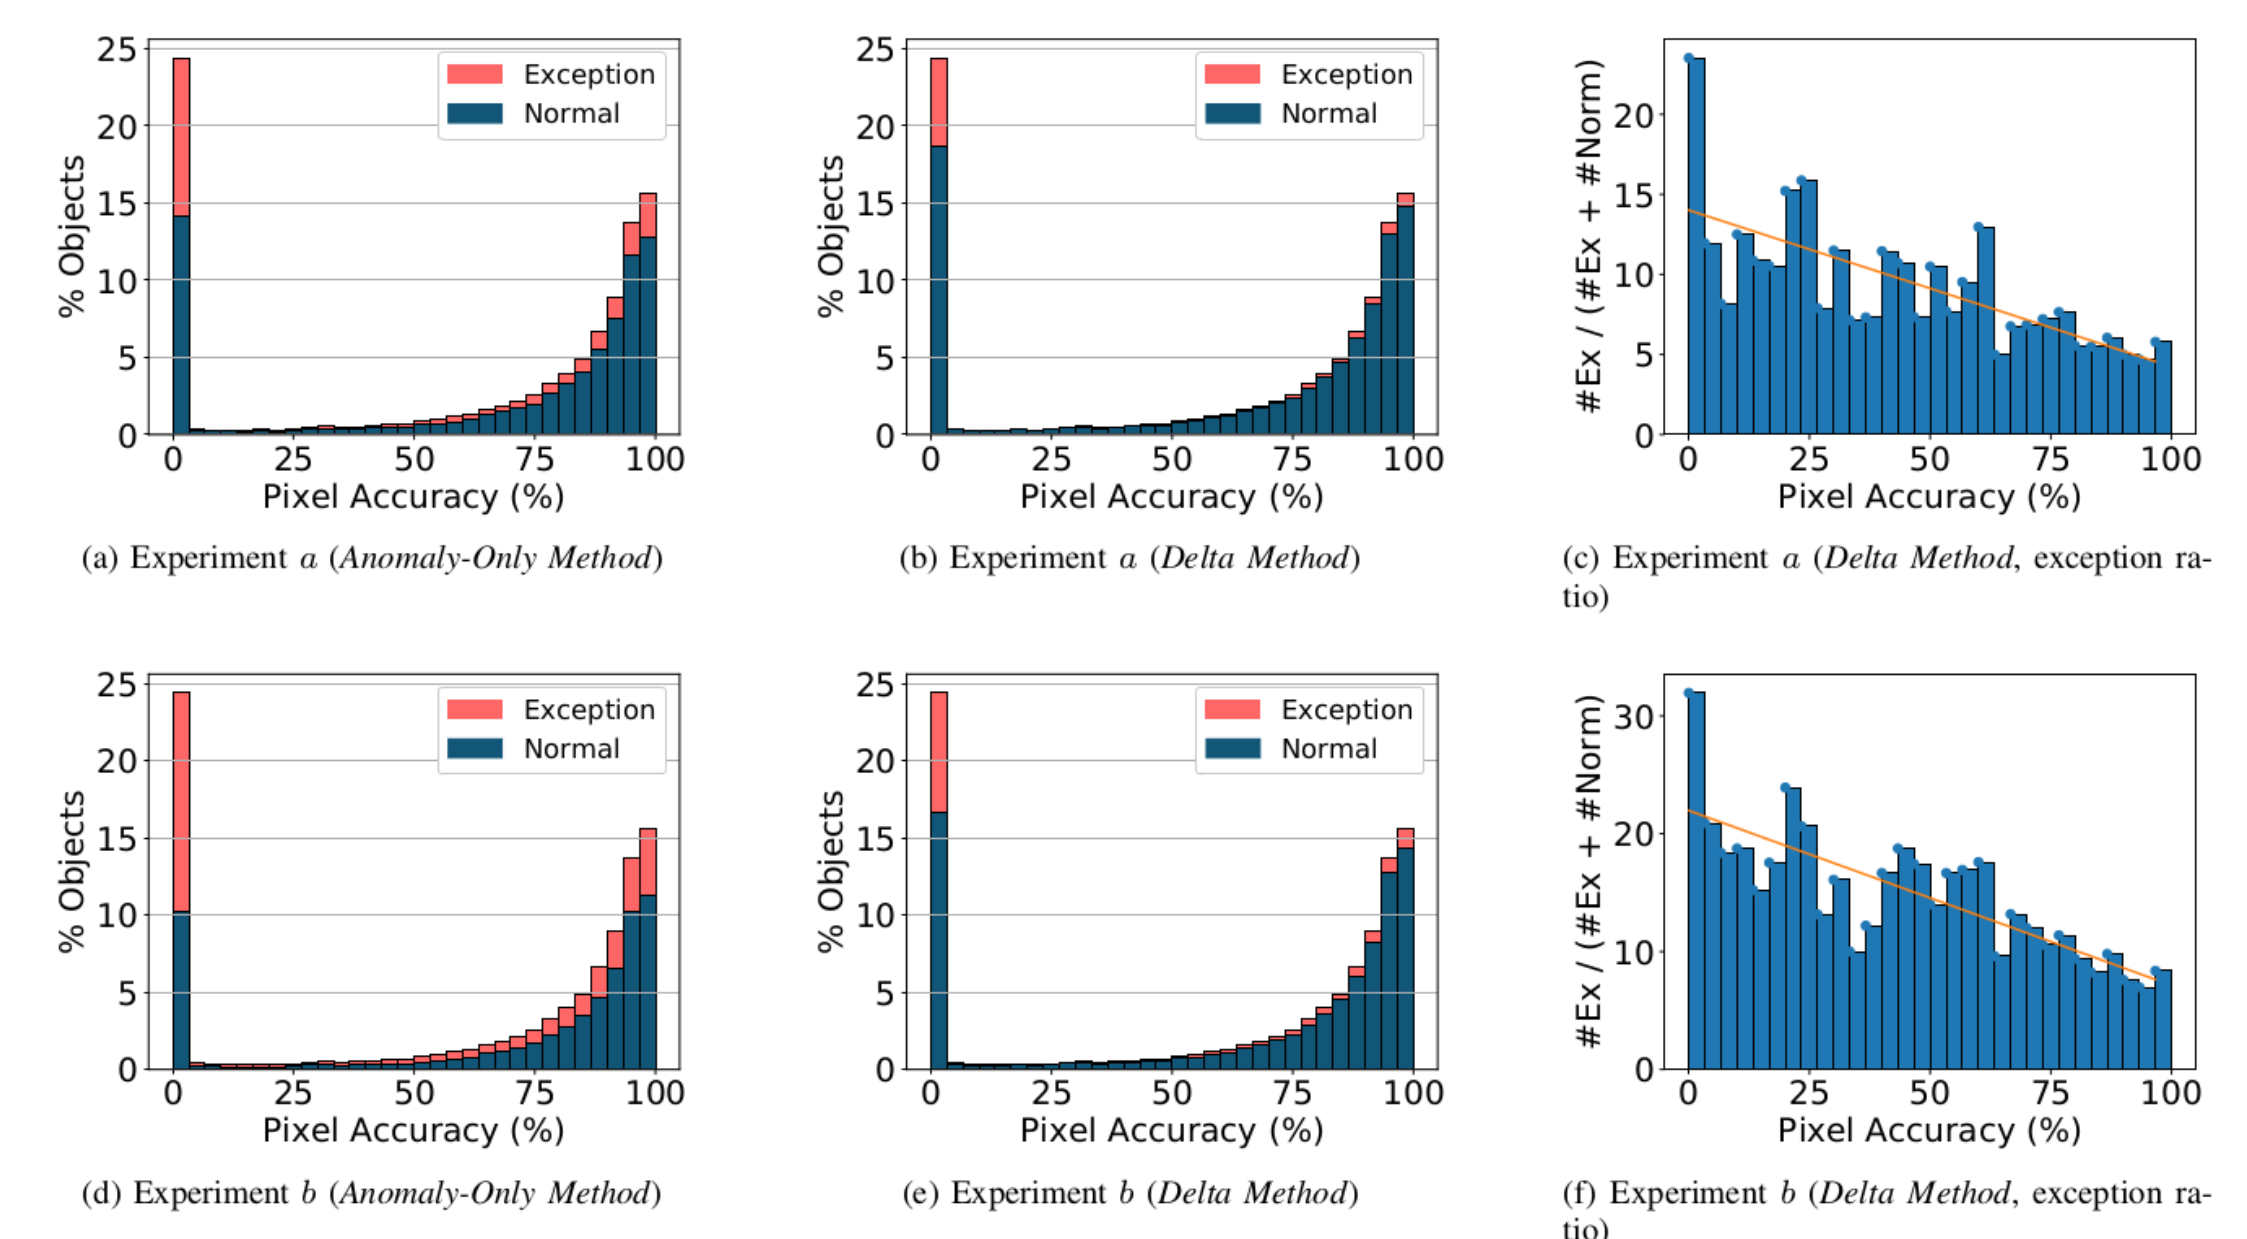 25
20
15
10
5
0
% Objects
Exception
Normal
0 25 50 75 100
Pixel Accuracy (%)
(a) Experiment a (Anomaly-Only Method)
25
20
15
10
5
0
% Objects
Exception
Normal
0 25 50 75 100
Pixel Accuracy (%)
(b) Experiment a (Delta Method)
20
15
10
5
0
#Ex / (#Ex + #Norm)
0 25 50 75 100
Pixel Accuracy (%)
(c) Experiment a (Delta Method, exception ra-
tio)
25
20
15
10
5
0
% Objects
Exception
Normal
0 25 50 75 100
Pixel Accuracy (%)
(d) Experiment b (Anomaly-Only Method)
25
20
15
10
5
0
% Objects
Exception
Normal
0 25 50 75 100
Pixel Accuracy (%)
(e) Experiment b (Delta Method)
30
20
10
0
#Ex / (#Ex + #Norm)
0 25 50 75 100
Pixel Accuracy (%)
(f) Experiment b (Delta Method, exception ra-
tio)